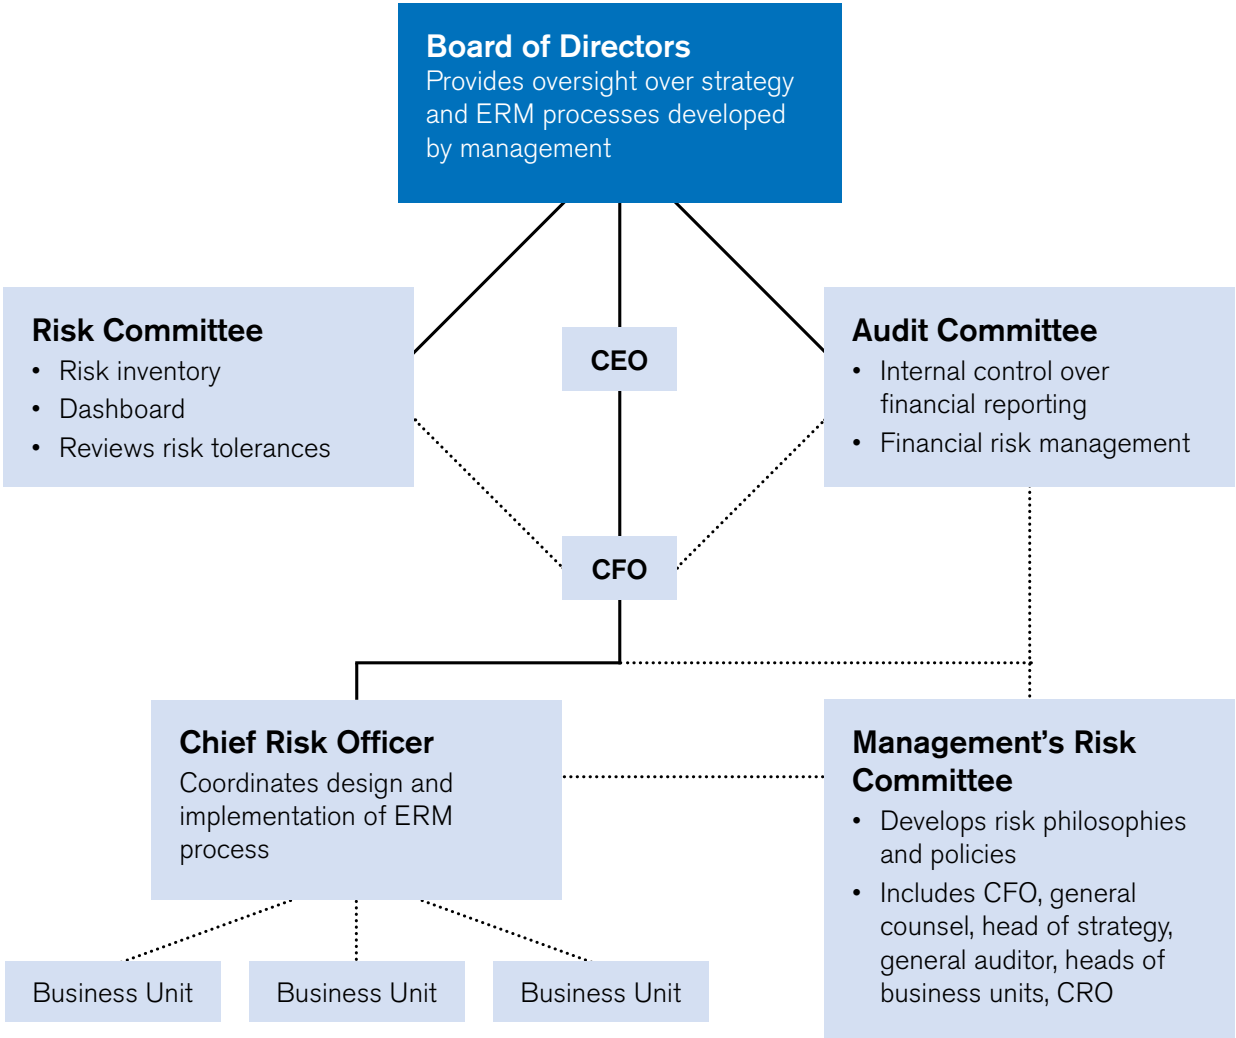 Board of Directors
Provides oversight over strategy
and ERM processes developed
by management
Risk Committee
• Risk inventory
• Dashboard
• Reviews risk tolerances
CEO
Audit Committee
• Internal control over
financial reporting
• Financial risk management
CFO
Chief Risk Officer
Coordinates design and
implementation of ERM
process
Management’s Risk
Committee
• Develops risk philosophies
and policies
• Includes CFO, general
counsel, head of strategy,
general auditor, heads of
business units, CRO
Business Unit
Business Unit
Business Unit